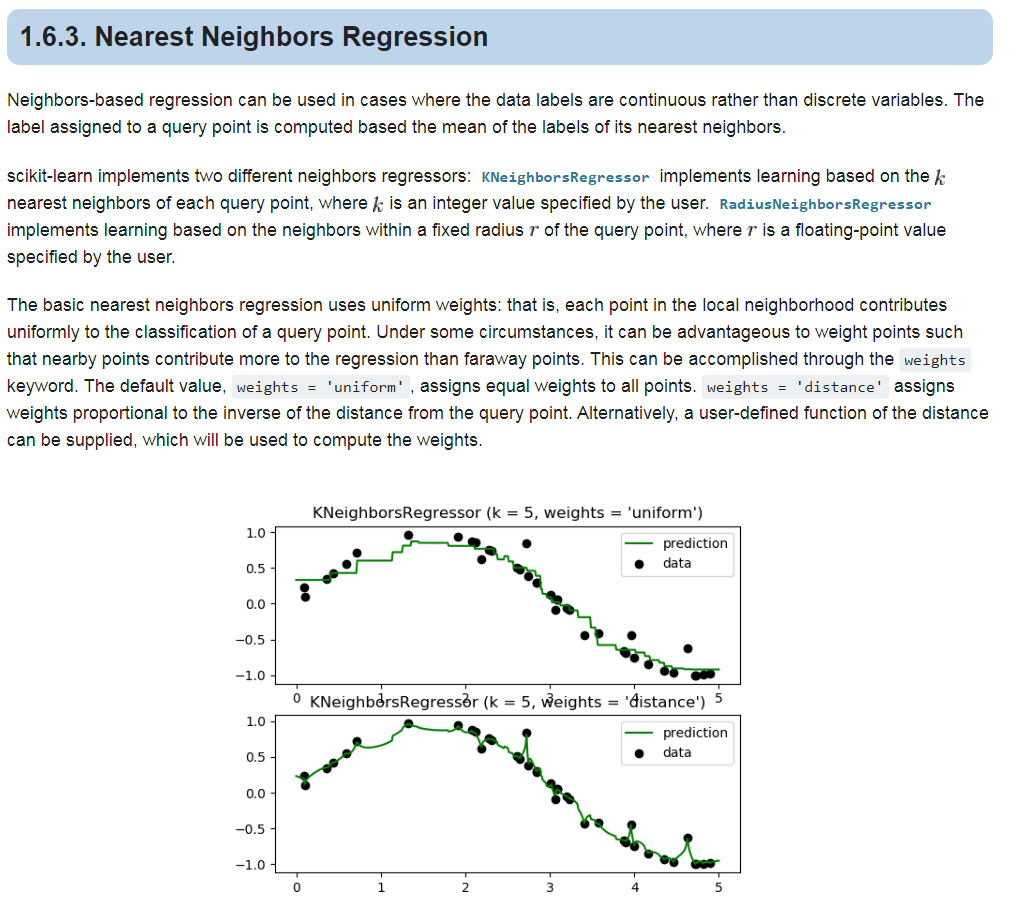 1.6.3. Nearest Neighbors Regression
Neighbors-based regression can be used in cases where the data labels are continuous rather than discrete variables. The
label assigned to a query point is computed based the mean of the labels of its nearest neighbors.
scikit-learn implements two different neighbors regressors: KNeighborsRegressor implements learning based on the k
nearest neighbors of each query point, where k is an integer value specified by the user. RadiusNeighborsRegressor
implements learning based on the neighbors within a fixed radius r of the query point, where r is a floating-point value
specified by the user.
The basic nearest neighbors regression uses uniform weights: that is, each point in the local neighborhood contributes
uniformly to the classification of a query point. Under some circumstances, it can be advantageous to weight points such
that nearby points contribute more to the regression than faraway points. This can be accomplished through the weights
keyword. The default value, weights = 'uniform', assigns equal weights to all points. weights = 'distance' assigns
weights proportional to the inverse of the distance from the query point. Alternatively, a user-defined function of the distance
can be supplied, which will be used to compute the weights.
KNeighborsRegressor (k = 5, weights = 'uniform')
1.0
0.5
0.0
−0.5
−1.0
prediction
data
0 1 2 3 4 5
KNeighborsRegressor (k = 5, weights = 'distance')
1.0
0.5
0.0
−0.5
−1.0
prediction
data
0 1 2 3 4 5